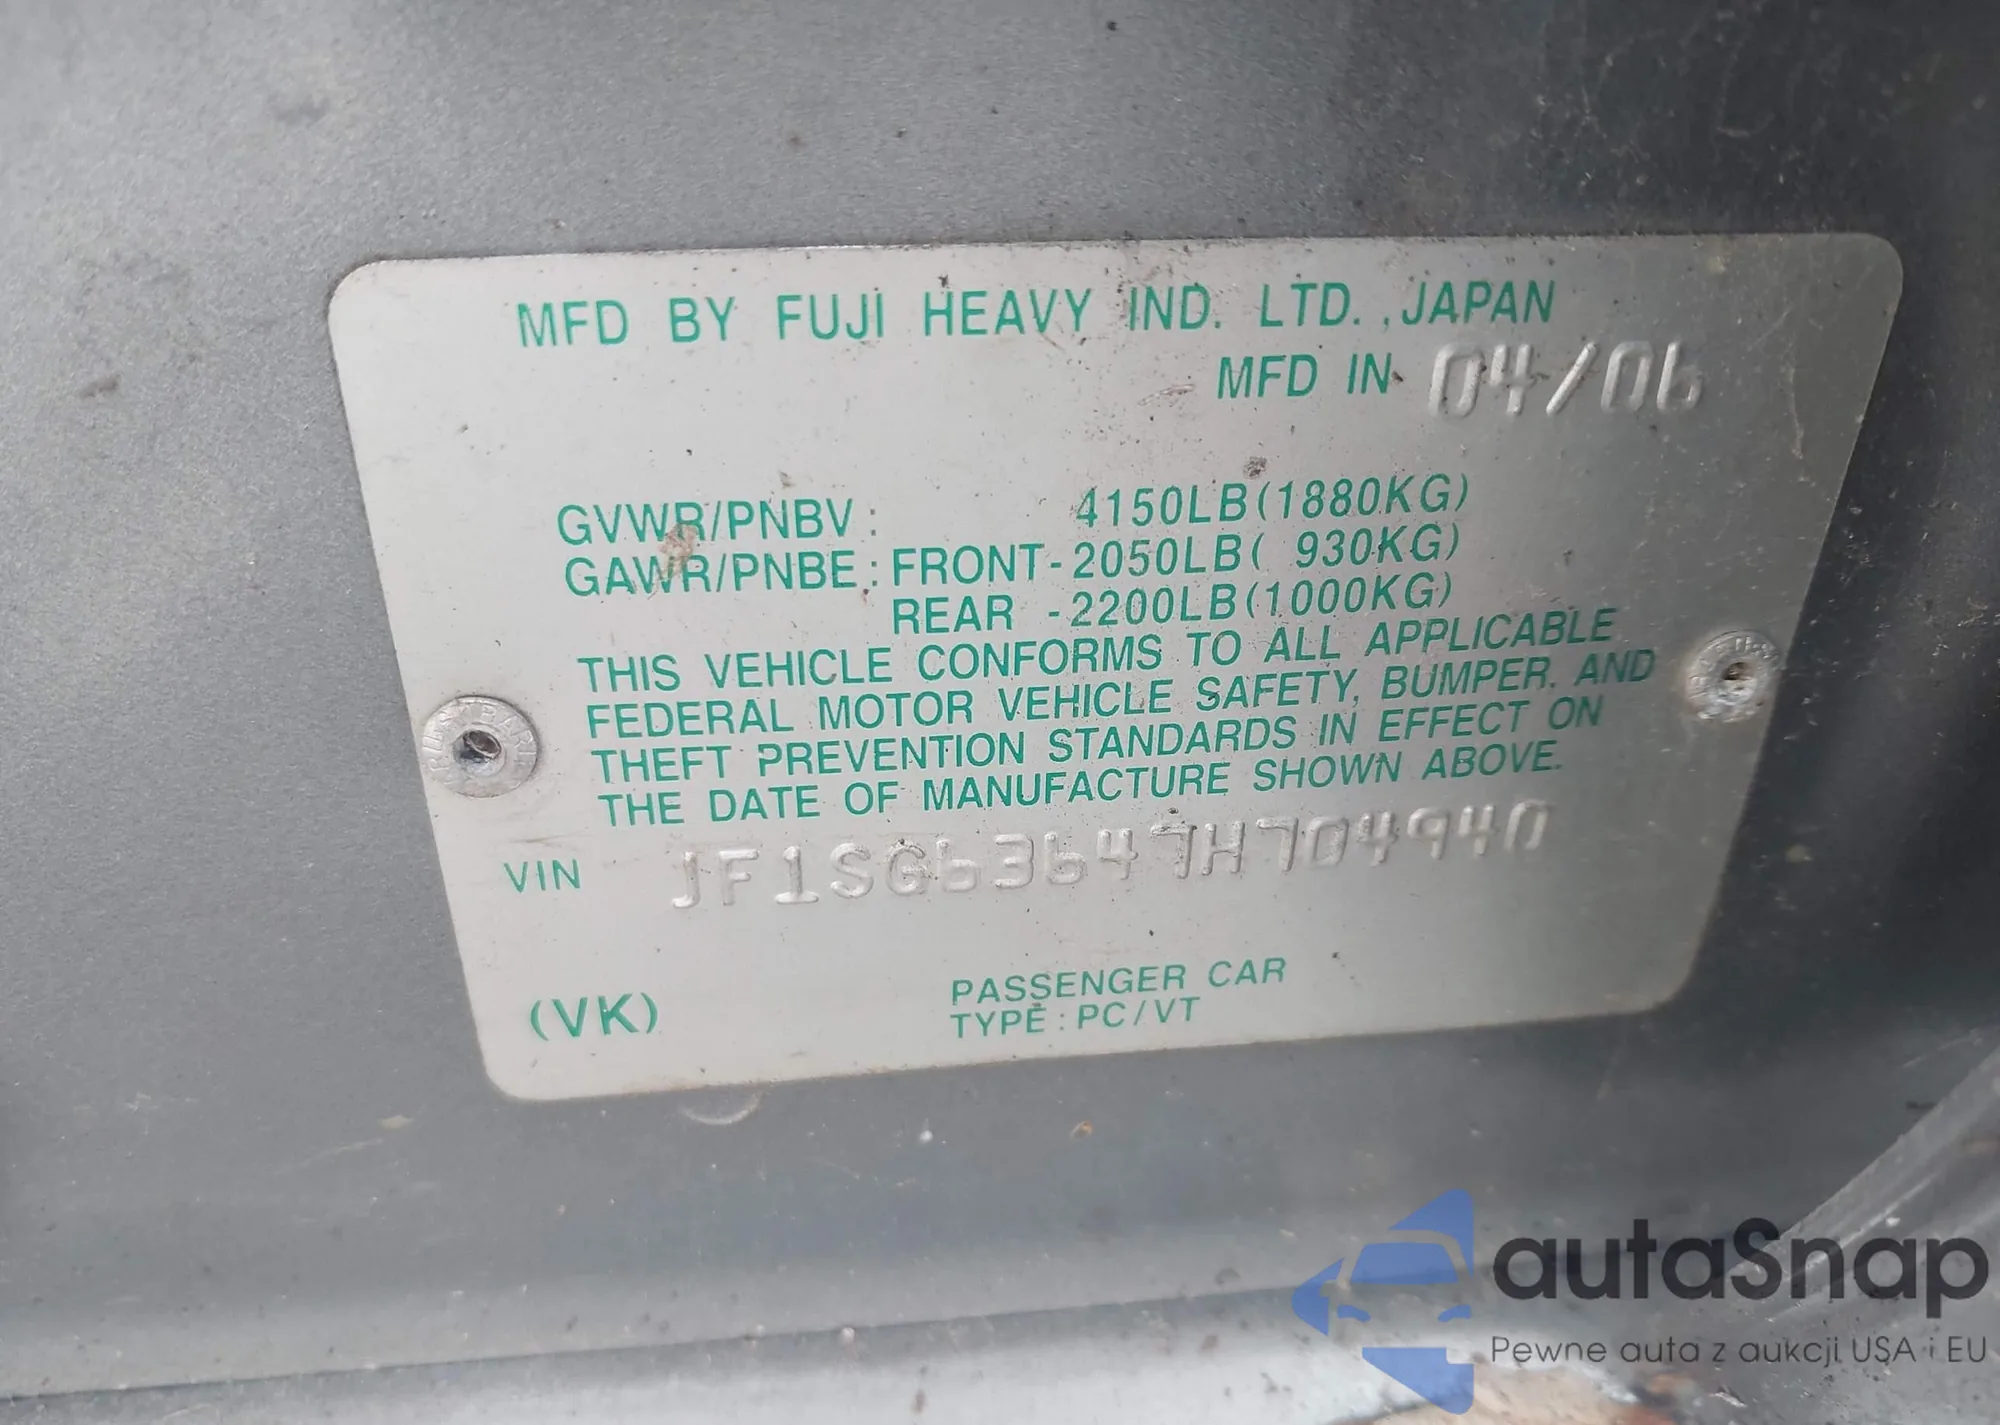 MFD BY FUJI HEAVY IND. LTD. ,JAPAN
MFD IN 04/06
GVWR/PNBV : 4150LB(1880KG)
GAWR/PNBE : FRONT-2050LB( 930KG)
REAR -2200LB(1000KG)
THIS VEHICLE CONFORMS TO ALL APPLICABLE
FEDERAL MOTOR VEHICLE SAFETY, BUMPER. AND
THEFT PREVENTION STANDARDS IN EFFECT ON
THE DATE OF MANUFACTURE SHOWN ABOVE.
VIN JF1SG63647H704940
(VK) PASSENGER CAR
TYPE : PC/VT
autaSnap
Pewne auta z aukcji USA i EU